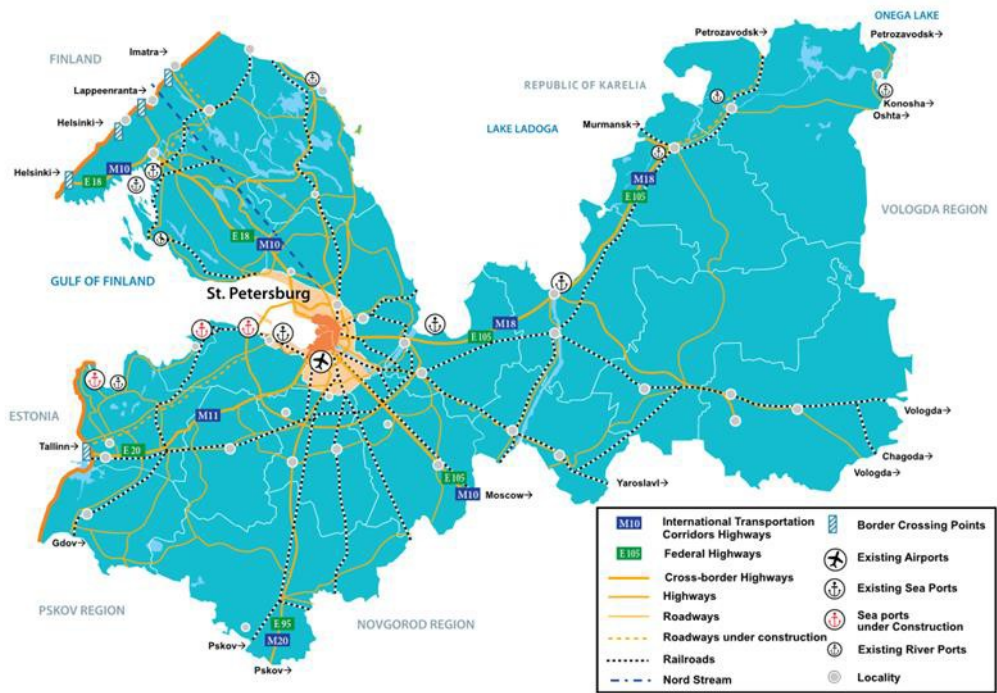 ONEGA LAKE
Petrozavodsk→
Petrozavodsk→
FINLAND
Imatra→
Lappeenranta→
REPUBLIC OF KARELIA
Konosha→
Oshta→
Helsinki→
LAKE LADOGA
Murmansk→
Helsinki→
M10
E 18
M18
E 105
VOLOGDA REGION
E 18
M10
GULF OF FINLAND
St. Petersburg
M18
E 105
ESTONIA
M11
Vologda→
Tallinn→
E 20
Chagoda→
Vologda→
E 105
M10
Moscow→
Yaroslavl→
Gdov→
PSKOV REGION
NOVGOROD REGION
E 95
M20
Pskov→
Pskov→
M10
International Transportation
Corridors Highways
E 105
Federal Highways
Cross-border Highways
Highways
Roadways
Roadways under construction
Railroads
Nord Stream
Border Crossing Points
Existing Airports
Existing Sea Ports
Sea ports
under Construction
Existing River Ports
Locality